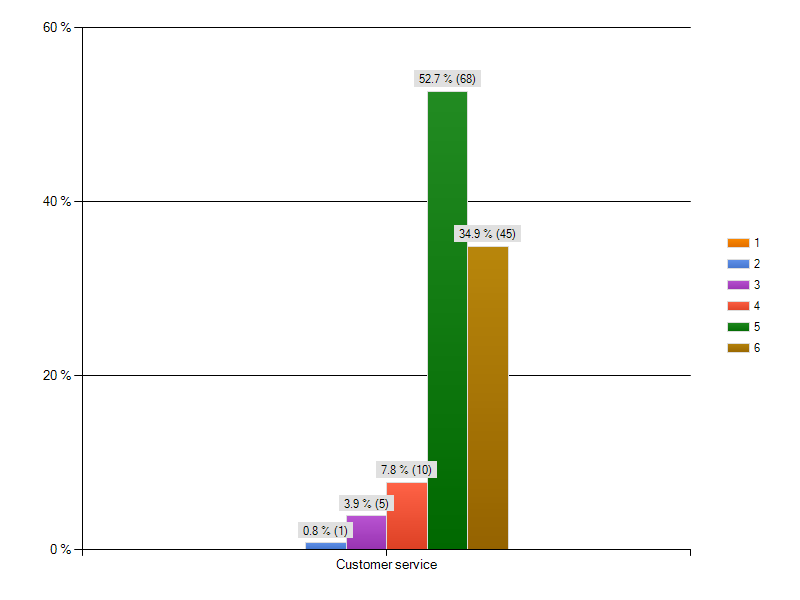 60 %
52.7 % (68)
40 %
34.9 % (45)
1
2
3
4
5
6
20 %
7.8 % (10)
3.9 % (5)
0.8 % (1)
0 %
Customer service